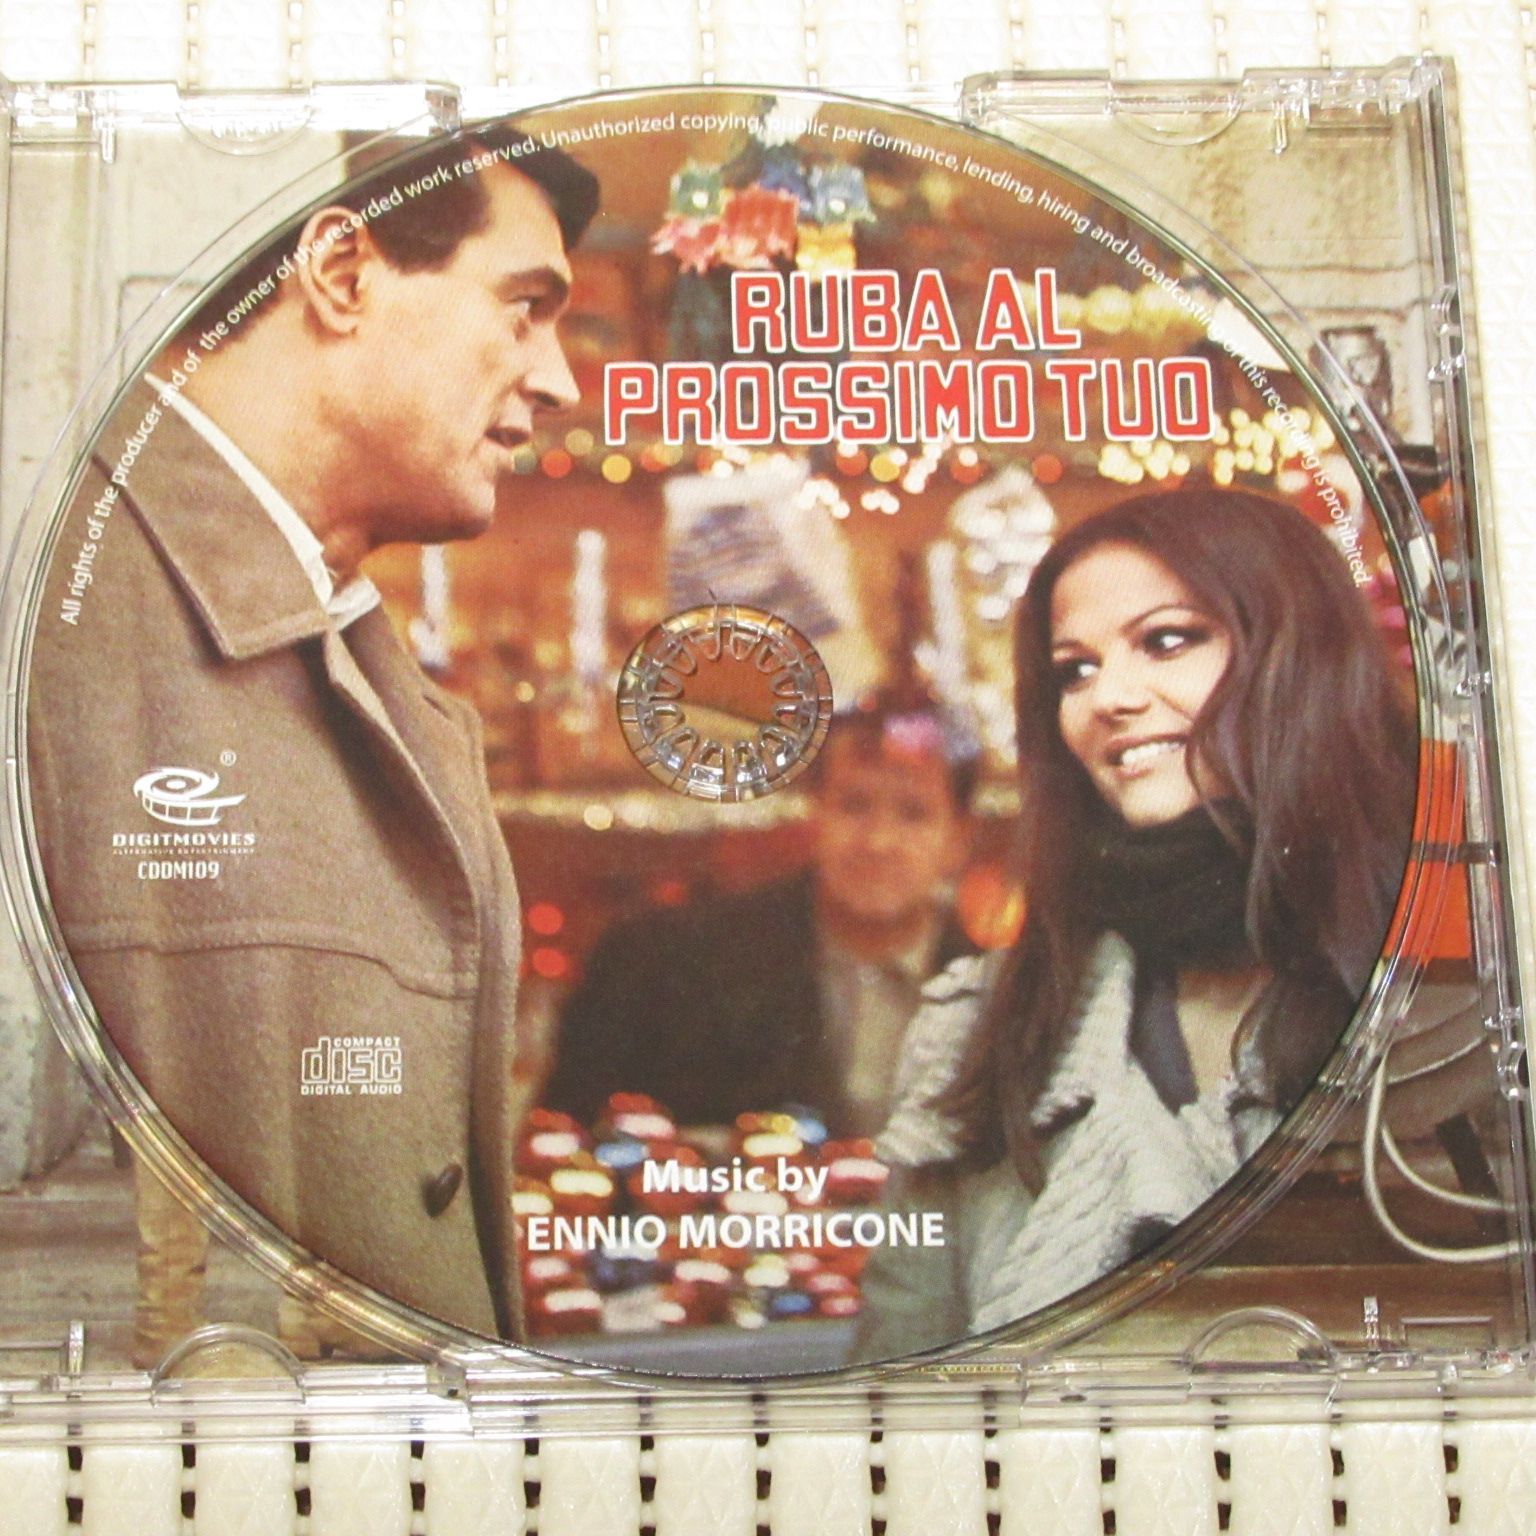 All rights of the producer and of the owner of the recorded work reserved. Unauthorized copying, public performance, lending, hiring and broadcasting of this recording is prohibited.
RUBA AL
PROSSIMO TUO
®
DIGITMOVIES
ALTERNATIVE ENTERTAINMENT
CDDM109
COMPACT
disc
DIGITAL AUDIO
Music by
ENNIO MORRICONE